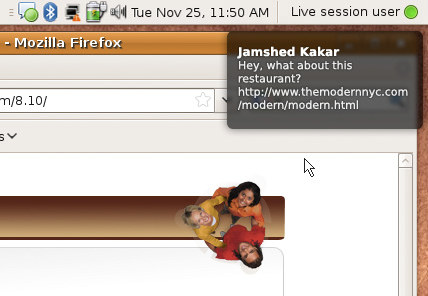 Tue Nov 25, 11:50 AM Live session user
- Mozilla Firefox
Jamshed Kakar
Hey, what about this
restaurant?
http://www.themodernnyc.com
/modern/modern.html
m/8.10/
s